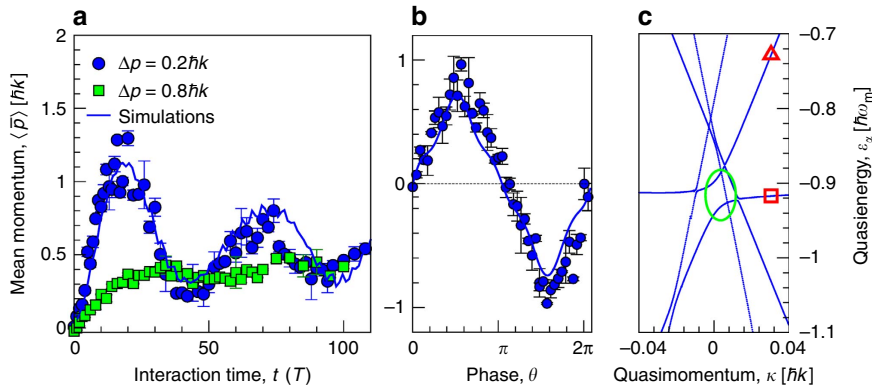 a
b
c
Mean momentum, ⟨p̄⟩ [ħk]
2
1.5
1
0.5
0
Δp = 0.2ħk
Δp = 0.8ħk
Simulations
0
50
100
Interaction time, t (T)
1
0
−1
0
π
2π
Phase, θ
−0.7
−0.8
−0.9
−1
−1.1
Quasienergy, εα [ħωm]
−0.04
0
0.04
Quasimomentum, κ [ħk]